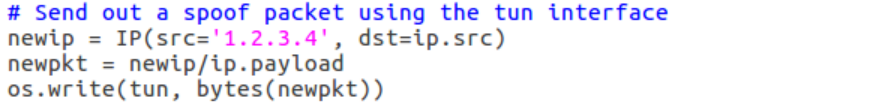 # Send out a spoof packet using the tun interface
newip = IP(src='1.2.3.4', dst=ip.src)
newpkt = newip/ip.payload
os.write(tun, bytes(newpkt))